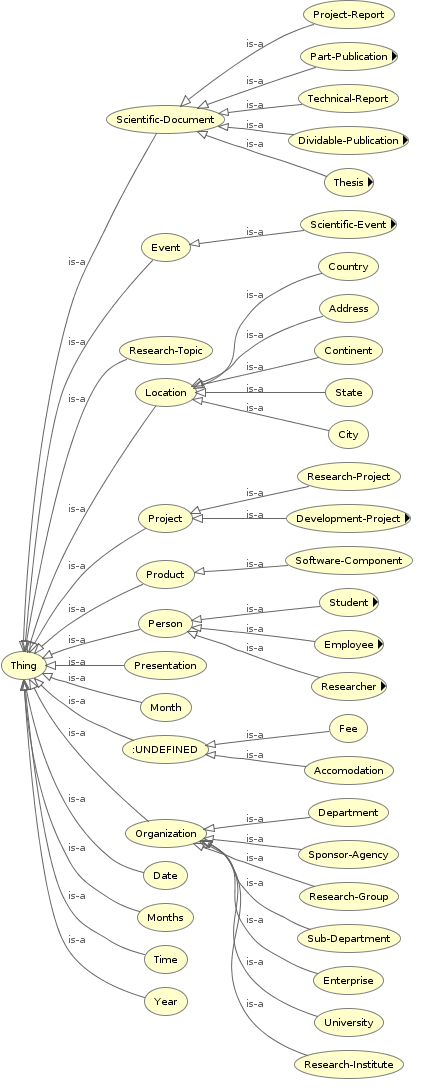 Project-Report
is-a
Part-Publication
is-a
Technical-Report
is-a
Scientific-Document
is-a
Dividable-Publication
is-a
Thesis
Scientific-Event
is-a
Event
is-a
Country
is-a
Address
is-a
is-a
Research-Topic
Continent
is-a
is-a
Location
State
is-a
is-a
City
Research-Project
is-a
is-a
Project
is-a
Development-Project
Software-Component
is-a
is-a
Product
Student
is-a
is-a
Person
is-a
Employee
is-a
is-a
Thing
is-a
Presentation
Researcher
is-a
Month
is-a
Fee
is-a
is-a
:UNDEFINED
is-a
Accomodation
Department
is-a
is-a
Organization
is-a
Sponsor-Agency
is-a
Date
Research-Group
is-a
is-a
Months
is-a
Sub-Department
is-a
Time
is-a
Enterprise
Year
University
Research-Institute
is-a